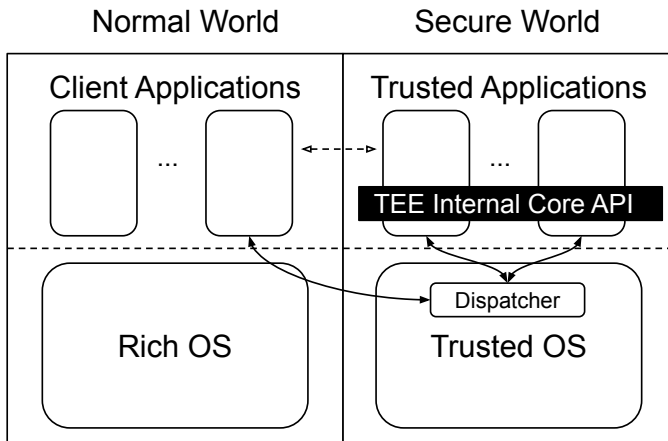 Normal World
Secure World
Client Applications
Trusted Applications
...
...
TEE Internal Core API
Dispatcher
Rich OS
Trusted OS